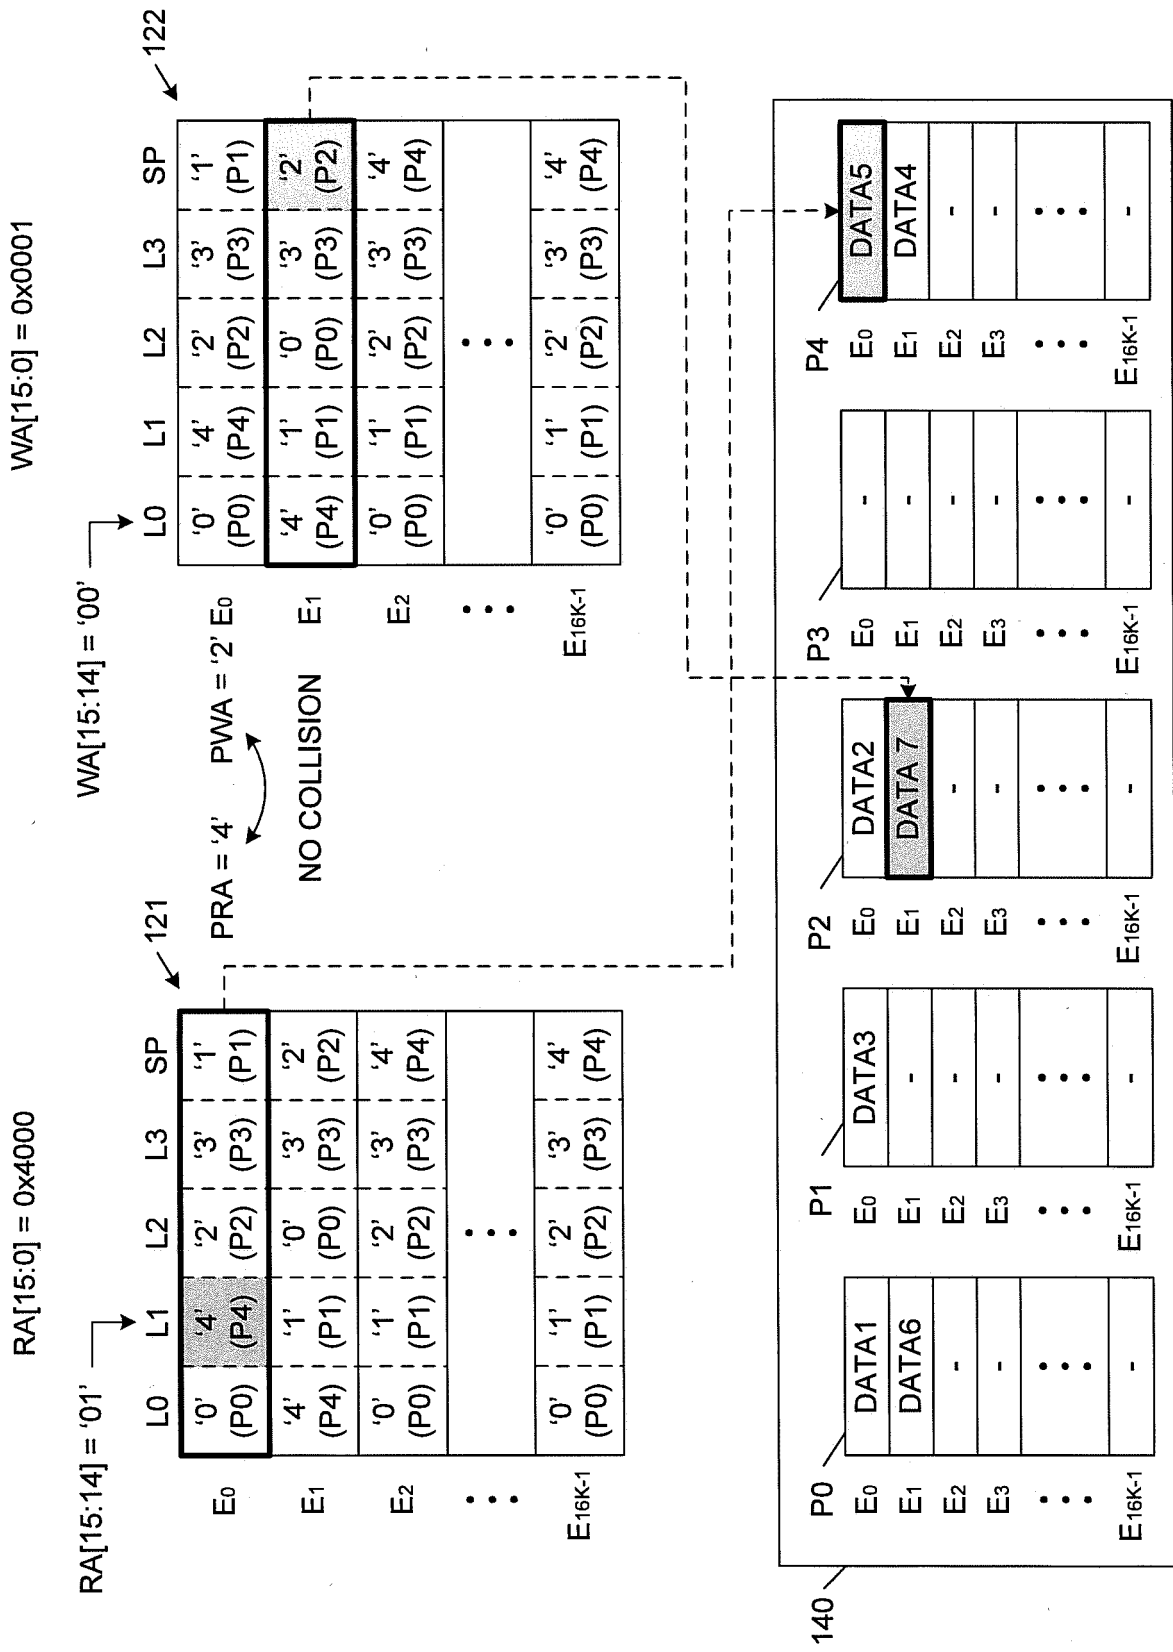 RA[15:0] = 0x4000
WA[15:0] = 0x0001
RA[15:14] = '01'
WA[15:14] = '00'
L0 L1 L2 L3 SP
121
E0 '0' (P0) '4' (P4) '2' (P2) '3' (P3) '1' (P1)
E1 '4' (P4) '1' (P1) '0' (P0) '3' (P3) '2' (P2)
E2 '0' (P0) '1' (P1) '2' (P2) '3' (P3) '4' (P4)
E16K-1 '0' (P0) '1' (P1) '2' (P2) '3' (P3) '4' (P4)
PRA = '4' PWA = '2'
NO COLLISION
L0 L1 L2 L3 SP
122
E0 '0' (P0) '4' (P4) '2' (P2) '3' (P3) '1' (P1)
E1 '4' (P4) '1' (P1) '0' (P0) '3' (P3) '2' (P2)
E2 '0' (P0) '1' (P1) '2' (P2) '3' (P3) '4' (P4)
E16K-1 '0' (P0) '1' (P1) '2' (P2) '3' (P3) '4' (P4)
140
P0
E0 DATA1
E1 DATA6
E2 -
E3 -
E16K-1 -
P1
E0 DATA3
E1 -
E2 -
E3 -
E16K-1 -
P2
E0 DATA2
E1 DATA 7
E2 -
E3 -
E16K-1 -
P3
E0 -
E1 -
E2 -
E3 -
E16K-1 -
P4
E0 DATA5
E1 DATA4
E2 -
E3 -
E16K-1 -